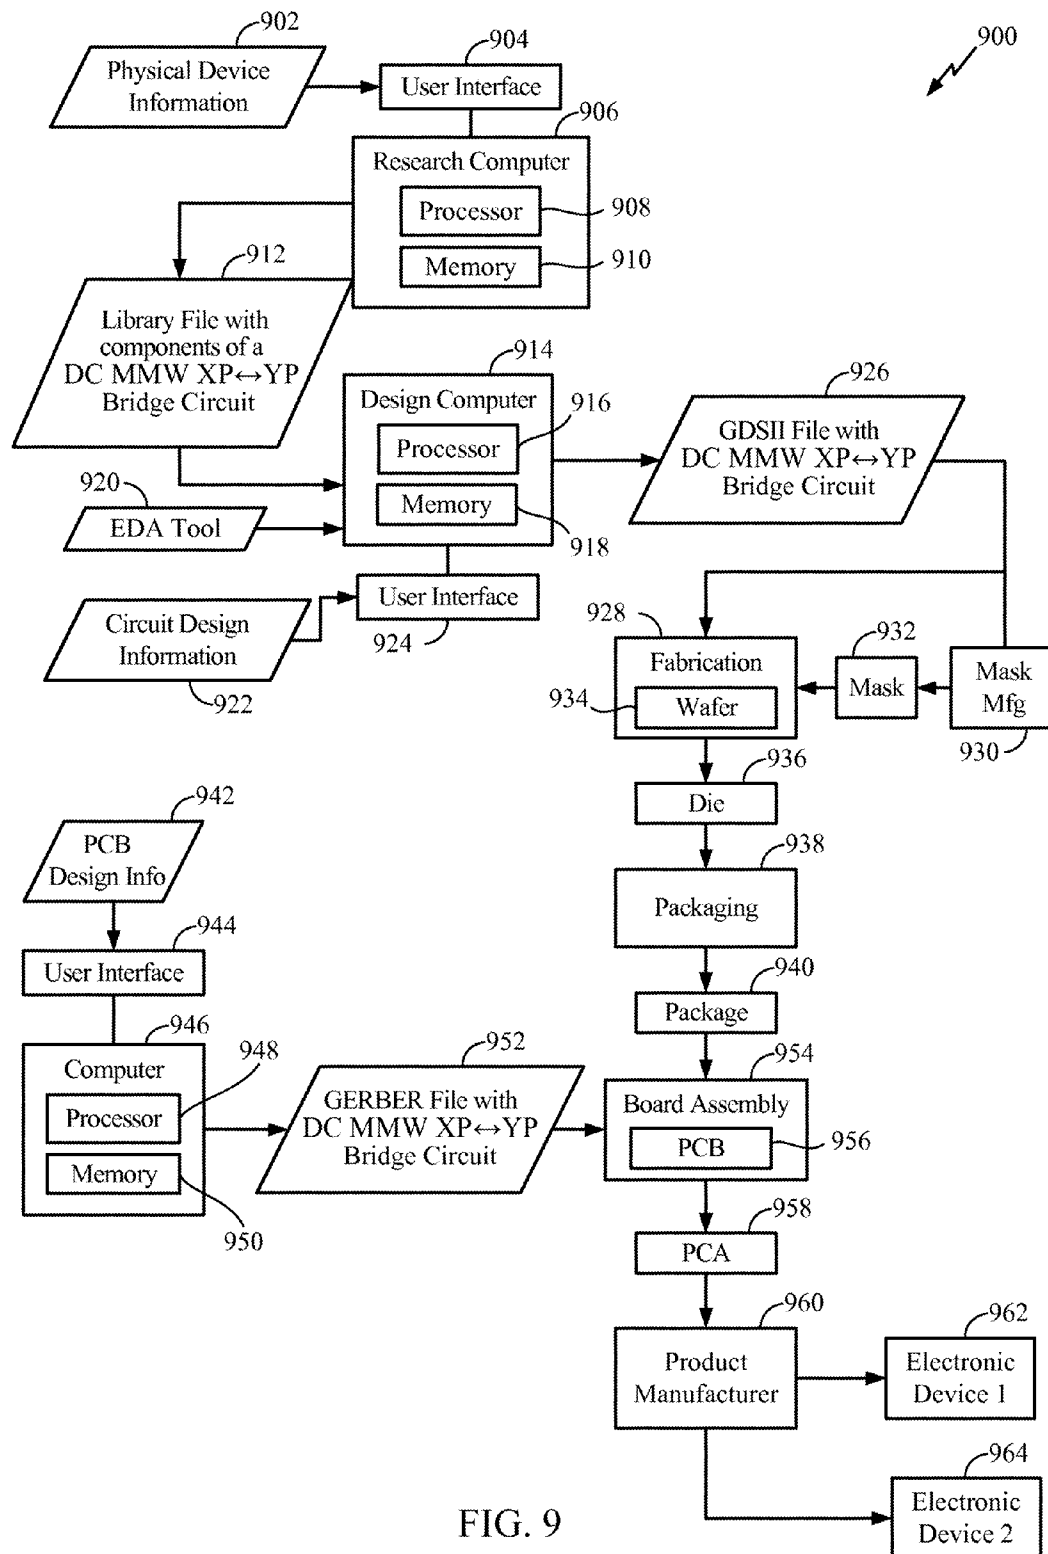 902
904
900
Physical Device
Information
User Interface
906
Research Computer
Processor
908
Memory
910
912
Library File with
components of a
DC MMW XP↔YP
Bridge Circuit
914
Design Computer
916
Processor
Memory
918
926
GDSII File with
DC MMW XP↔YP
Bridge Circuit
920
EDA Tool
User Interface
924
Circuit Design
Information
922
928
Fabrication
934
Wafer
932
Mask
Mask
Mfg
930
936
Die
938
Packaging
940
Package
942
PCB
Design Info
944
User Interface
946
Computer
948
Processor
Memory
950
952
GERBER File with
DC MMW XP↔YP
Bridge Circuit
954
Board Assembly
PCB
956
958
PCA
960
Product
Manufacturer
962
Electronic
Device 1
964
Electronic
Device 2
FIG. 9